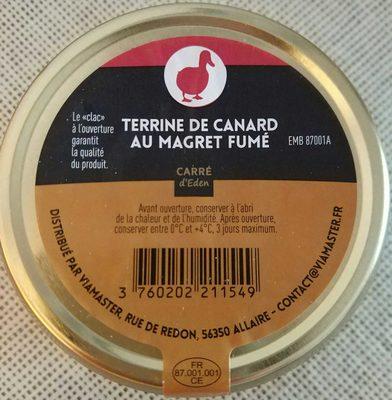 TERRINE DE CANARD
AU MAGRET FUMÉ
Le «clac»
à l'ouverture
garantit
la qualité
du produit.
EMB 87001A
CARRÉ
d'Eden
Avant ouverture, conserver à l'abri
de la chaleur et de l'humidité. Après ouverture,
conserver entre 0°C et +4°C, 3 jours maximum.
3 760202 211549
DISTRIBUÉ PAR VIAMASTER, RUE DE REDON, 56350 ALLAIRE - CONTACT@VIAMASTER.FR
FR
87.001.001
CE